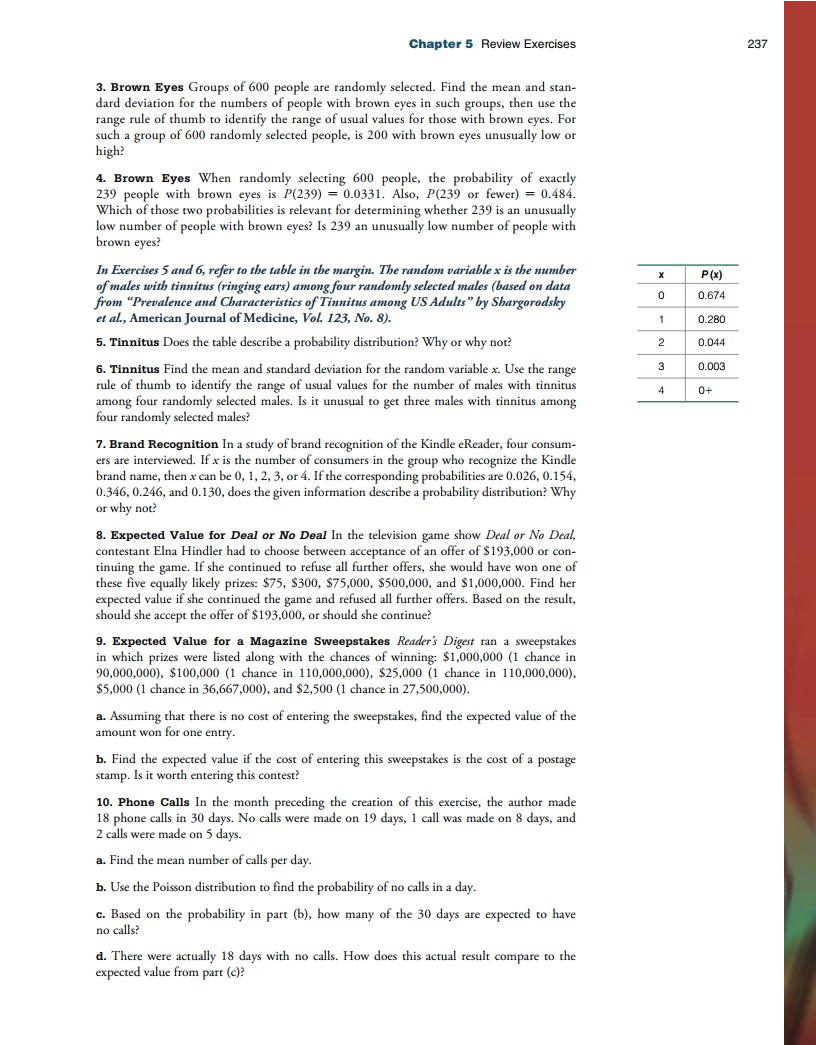 Chapter 5 Review Exercises 237
3. Brown Eyes Groups of 600 people are randomly selected. Find the mean and stan-
dard deviation for the numbers of people with brown eyes in such groups, then use the
range rule of thumb to identify the range of usual values for those with brown eyes. For
such a group of 600 randomly selected people, is 200 with brown eyes unusually low or
high?
4. Brown Eyes When randomly selecting 600 people, the probability of exactly
239 people with brown eyes is P(239) = 0.0331. Also, P(239 or fewer) = 0.484.
Which of those two probabilities is relevant for determining whether 239 is an unusually
low number of people with brown eyes? Is 239 an unusually low number of people with
brown eyes?
In Exercises 5 and 6, refer to the table in the margin. The random variable x is the number
of males with tinnitus (ringing ears) among four randomly selected males (based on data
from “Prevalence and Characteristics of Tinnitus among US Adults” by Shargorodsky
et al., American Journal of Medicine, Vol. 123, No. 8).
x P(x)
0 0.674
1 0.280
2 0.044
3 0.003
4 0+
5. Tinnitus Does the table describe a probability distribution? Why or why not?
6. Tinnitus Find the mean and standard deviation for the random variable x. Use the range
rule of thumb to identify the range of usual values for the number of males with tinnitus
among four randomly selected males. Is it unusual to get three males with tinnitus among
four randomly selected males?
7. Brand Recognition In a study of brand recognition of the Kindle eReader, four consum-
ers are interviewed. If x is the number of consumers in the group who recognize the Kindle
brand name, then x can be 0, 1, 2, 3, or 4. If the corresponding probabilities are 0.026, 0.154,
0.346, 0.246, and 0.130, does the given information describe a probability distribution? Why
or why not?
8. Expected Value for Deal or No Deal In the television game show Deal or No Deal,
contestant Elna Hindler had to choose between acceptance of an offer of $193,000 or con-
tinuing the game. If she continued to refuse all further offers, she would have won one of
these five equally likely prizes: $75, $300, $75,000, $500,000, and $1,000,000. Find her
expected value if she continued the game and refused all further offers. Based on the result,
should she accept the offer of $193,000, or should she continue?
9. Expected Value for a Magazine Sweepstakes Reader’s Digest ran a sweepstakes
in which prizes were listed along with the chances of winning: $1,000,000 (1 chance in
90,000,000), $100,000 (1 chance in 110,000,000), $25,000 (1 chance in 110,000,000),
$5,000 (1 chance in 36,667,000), and $2,500 (1 chance in 27,500,000).
a. Assuming that there is no cost of entering the sweepstakes, find the expected value of the
amount won for one entry.
b. Find the expected value if the cost of entering this sweepstakes is the cost of a postage
stamp. Is it worth entering this contest?
10. Phone Calls In the month preceding the creation of this exercise, the author made
18 phone calls in 30 days. No calls were made on 19 days, 1 call was made on 8 days, and
2 calls were made on 5 days.
a. Find the mean number of calls per day.
b. Use the Poisson distribution to find the probability of no calls in a day.
c. Based on the probability in part (b), how many of the 30 days are expected to have
no calls?
d. There were actually 18 days with no calls. How does this actual result compare to the
expected value from part (c)?